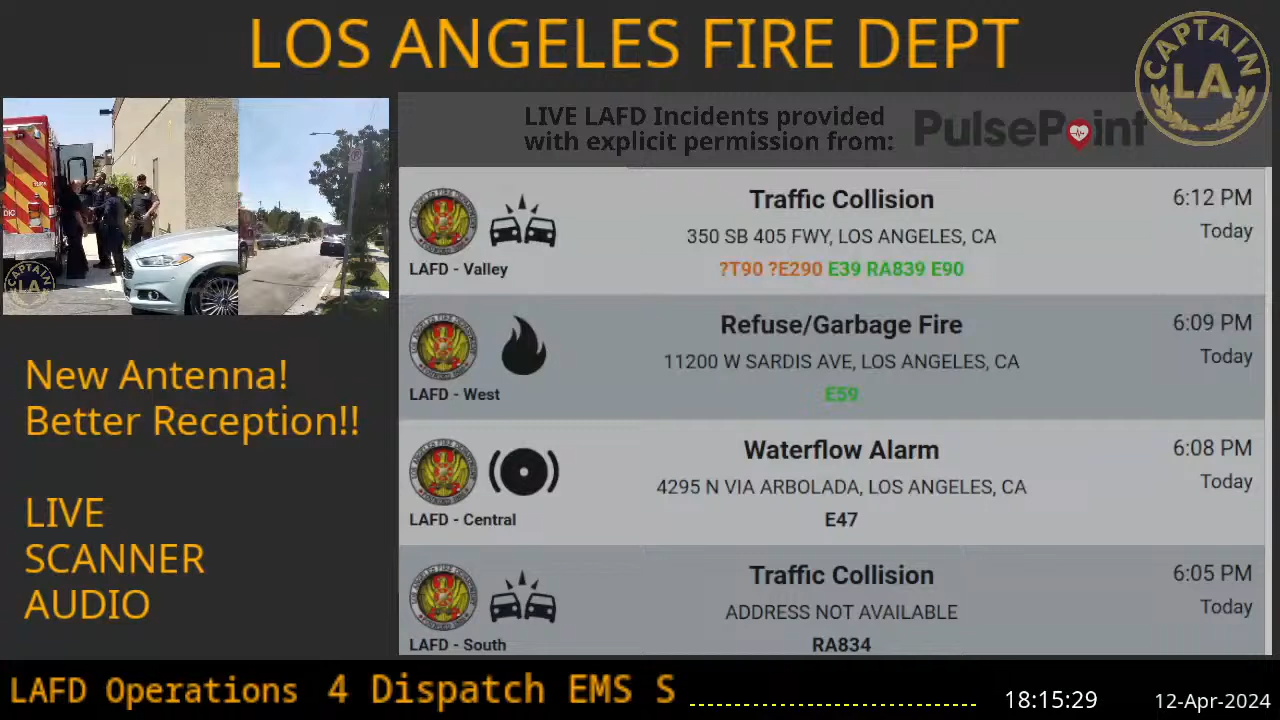 LOS ANGELES FIRE DEPT
CAPTAIN
LA
LIVE LAFD Incidents provided
with explicit permission from:
PulsePoint
Traffic Collision
6:12 PM
350 SB 405 FWY, LOS ANGELES, CA
Today
LAFD - Valley
?T90 ?E290 E39 RA839 E90
Refuse/Garbage Fire
6:09 PM
11200 W SARDIS AVE, LOS ANGELES, CA
Today
LAFD - West
E59
Waterflow Alarm
6:08 PM
4295 N VIA ARBOLADA, LOS ANGELES, CA
Today
LAFD - Central
E47
Traffic Collision
6:05 PM
ADDRESS NOT AVAILABLE
Today
LAFD - South
RA834
CAPTAIN
LA
New Antenna!
Better Reception!!
LIVE
SCANNER
AUDIO
LAFD Operations 4 Dispatch EMS S
18:15:29
12-Apr-2024